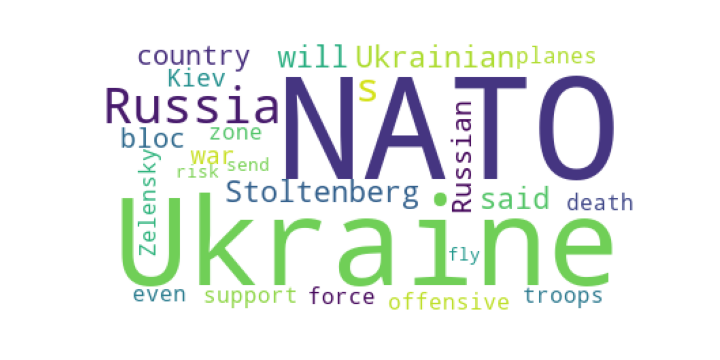 country will Ukrainian planes
Kiev s NATO
Russia Russian
bloc zone
war
risk send
Zelensky Stoltenberg said death
Ukraine fly
even support force offensive troops